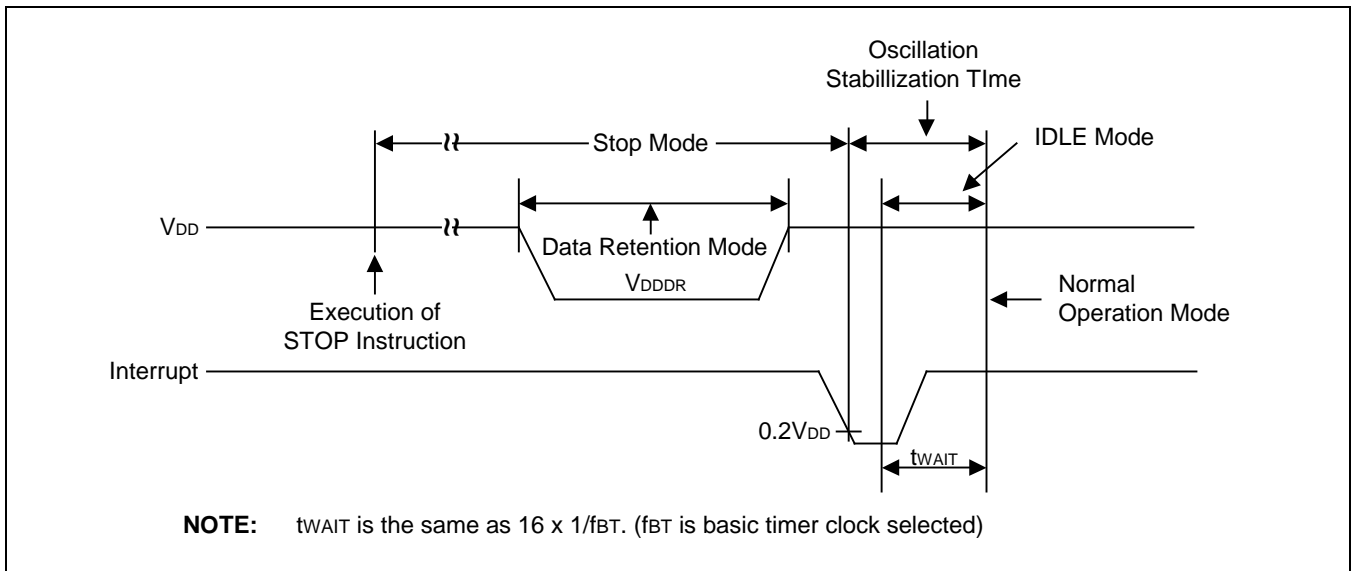 Oscillation
Stabillization TIme
Stop Mode
IDLE Mode
VDD
Data Retention Mode
VDDDR
Execution of
STOP Instruction
Normal
Operation Mode
Interrupt
0.2VDD
tWAIT
NOTE: tWAIT is the same as 16 x 1/fBT. (fBT is basic timer clock selected)